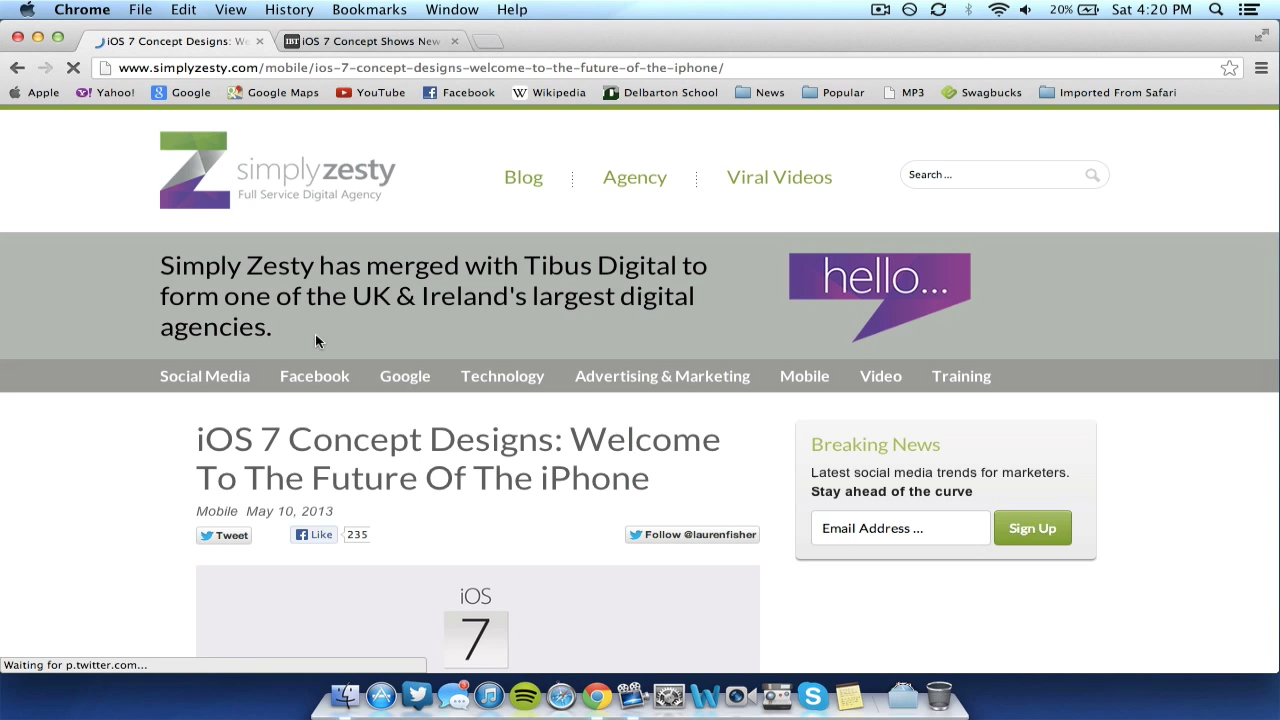 Chrome File Edit View History Bookmarks Window Help 20% Sat 4:20 PM
iOS 7 Concept Designs: We IBT iOS 7 Concept Shows New
www.simplyzesty.com/mobile/ios-7-concept-designs-welcome-to-the-future-of-the-iphone/
Apple Yahoo! Google Google Maps YouTube Facebook Wikipedia Delbarton School News Popular MP3 Swagbucks Imported From Safari
simplyzesty
Full Service Digital Agency
Blog Agency Viral Videos Search ...
Simply Zesty has merged with Tibus Digital to
form one of the UK & Ireland's largest digital
agencies.
hello...
Social Media Facebook Google Technology Advertising & Marketing Mobile Video Training
iOS 7 Concept Designs: Welcome
To The Future Of The iPhone
Mobile May 10, 2013
Tweet Like 235 Follow @laurenfisher
Breaking News
Latest social media trends for marketers.
Stay ahead of the curve
Email Address ... Sign Up
iOS
7
Waiting for p.twitter.com...